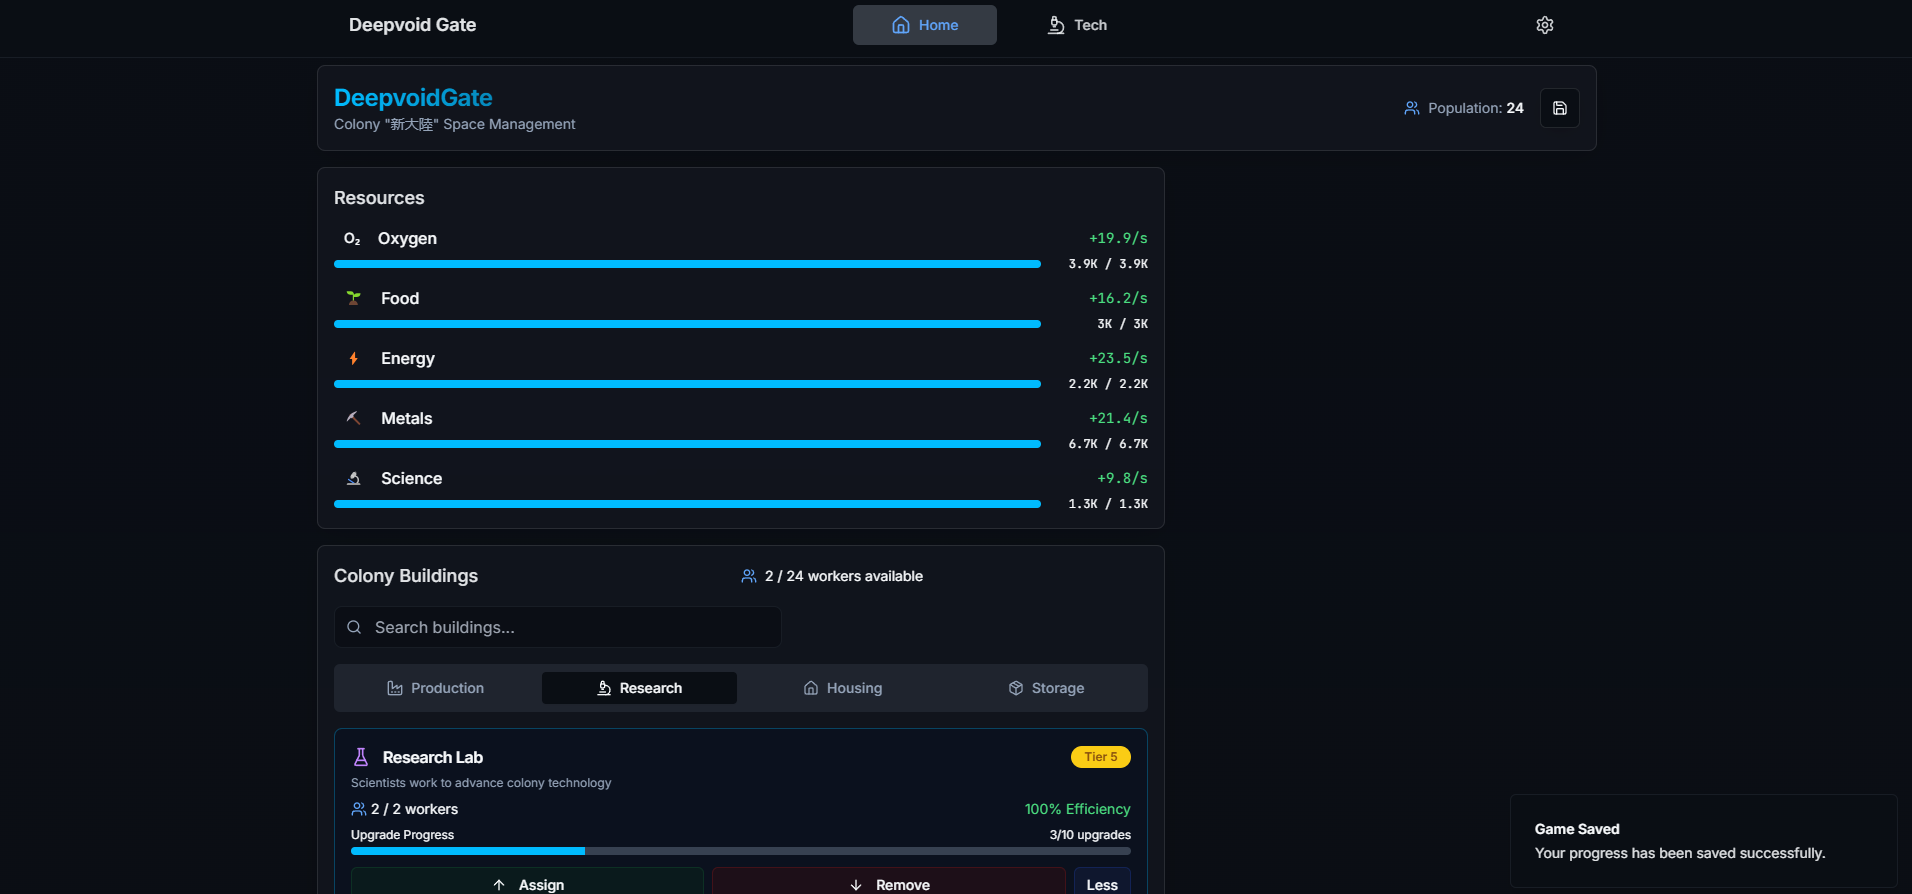 Deepvoid Gate
Home
Tech
DeepvoidGate
Colony "新大陸" Space Management
Population: 24
Resources
O₂ Oxygen
+19.9/s
3.9K / 3.9K
Food
+16.2/s
3K / 3K
Energy
+23.5/s
2.2K / 2.2K
Metals
+21.4/s
6.7K / 6.7K
Science
+9.8/s
1.3K / 1.3K
Colony Buildings
2 / 24 workers available
Search buildings...
Production
Research
Housing
Storage
Research Lab
Tier 5
Scientists work to advance colony technology
2 / 2 workers
100% Efficiency
Upgrade Progress
3/10 upgrades
Assign
Remove
Less
Game Saved
Your progress has been saved successfully.